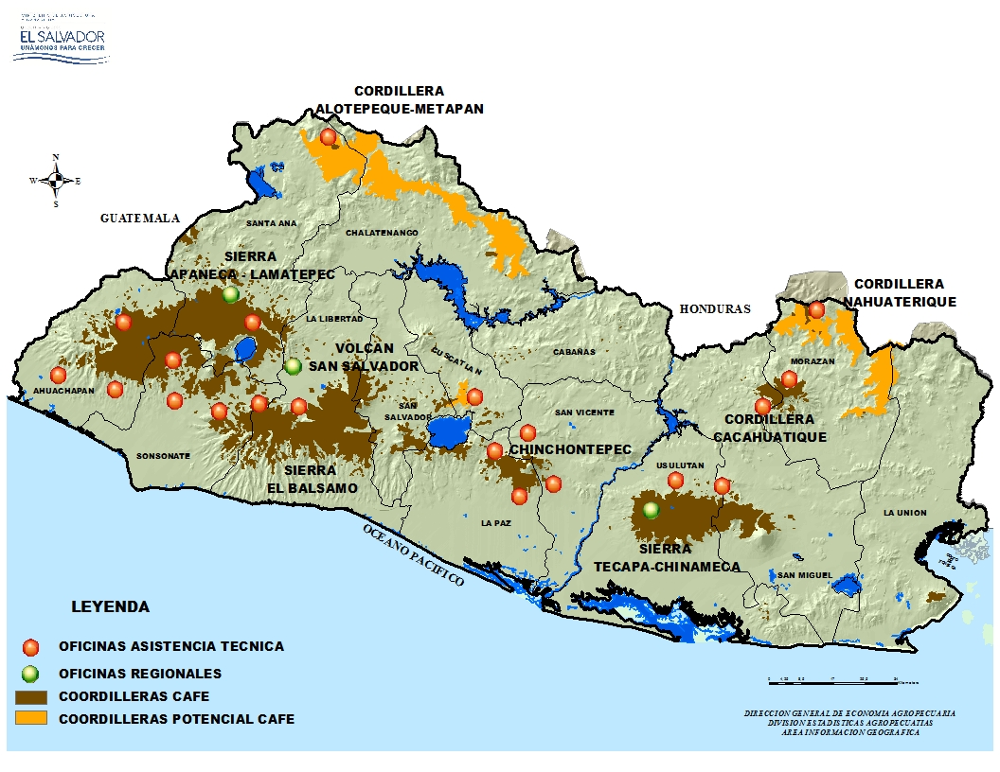 EL SALVADOR
UNÁMONOS PARA CRECER
CORDILLERA
ALOTEPEQUE-METAPAN
N
W
E
S
GUATEMALA
SANTA ANA
CHALATENANGO
SIERRA
APANECA - LAMATEPEC
CORDILLERA
NAHUATERIQUE
HONDURAS
LA LIBERTAD
VOLCAN
SAN SALVADOR
CUSCATLAN
CABAÑAS
MORAZAN
AHUACHAPAN
SAN
SALVADOR
SAN VICENTE
CORDILLERA
CACAHUATIQUE
CHINCHONTEPEC
SONSONATE
SIERRA
EL BALSAMO
USULUTAN
LA PAZ
LA UNION
OCEANO PACIFICO
SIERRA
TECAPA-CHINAMECA
SAN MIGUEL
LEYENDA
OFICINAS ASISTENCIA TECNICA
OFICINAS REGIONALES
COORDILLERAS CAFE
COORDILLERAS POTENCIAL CAFE
DIRECCION GENERAL DE ECONOMIA AGROPECUARIA
DIVISION ESTADISTICAS AGROPECUATIAS
AREA INFORMACION GEOGRAFICA